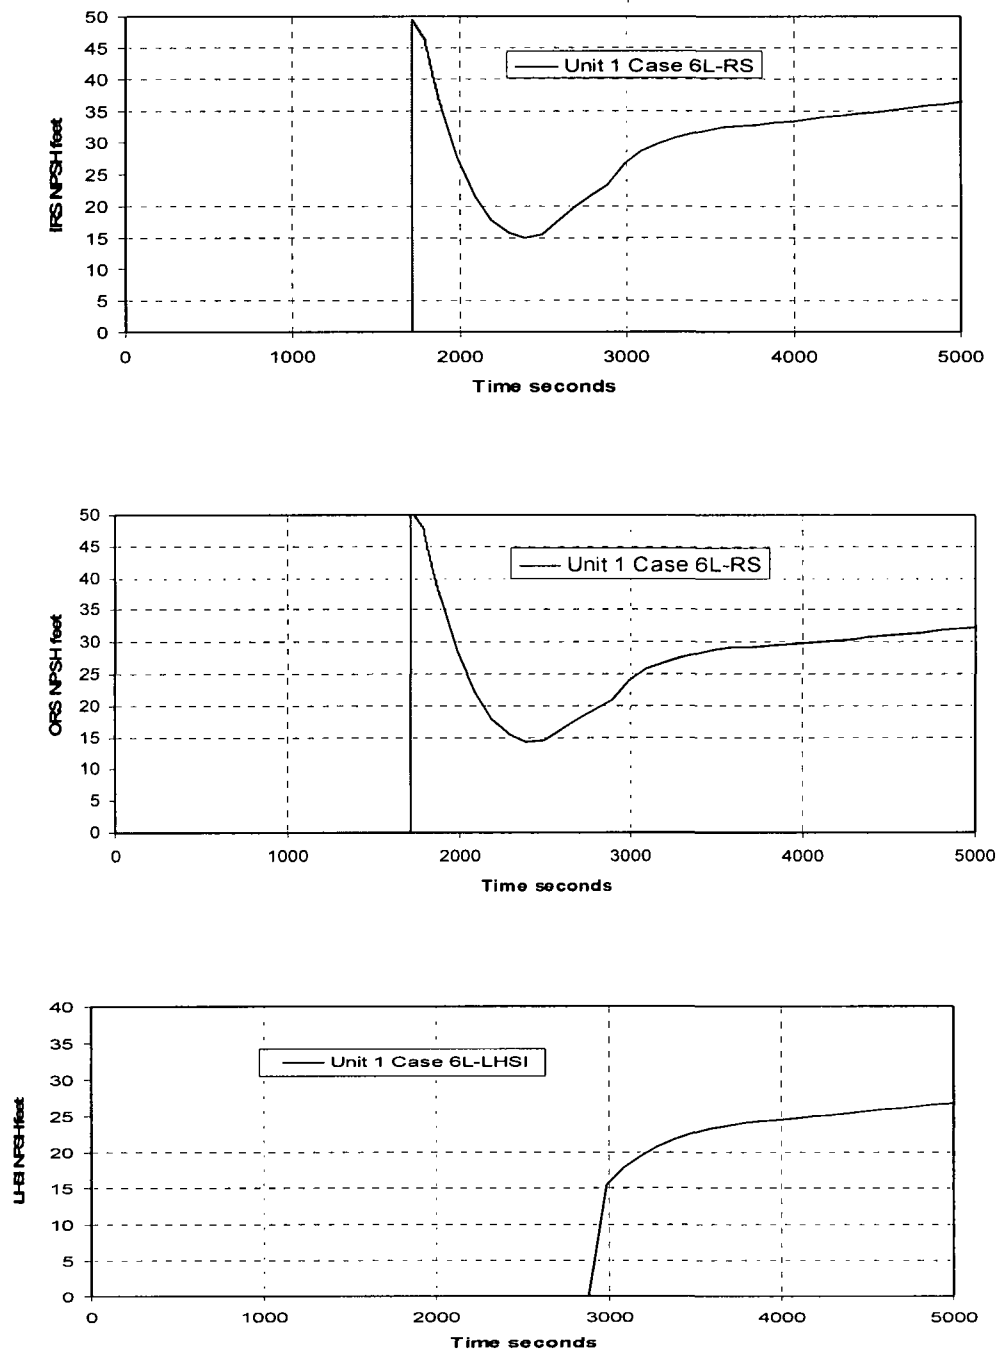 50
45
40
35
30
25
20
15
10
5
0
IRS NPSH feet
Unit 1 Case 6L-RS
0 1000 2000 3000 4000 5000
Time seconds
50
45
40
35
30
25
20
15
10
5
0
ORS NPSH feet
Unit 1 Case 6L-RS
0 1000 2000 3000 4000 5000
Time seconds
40
35
30
25
20
15
10
5
0
LHSI NPSH feet
Unit 1 Case 6L-LHSI
0 1000 2000 3000 4000 5000
Time seconds